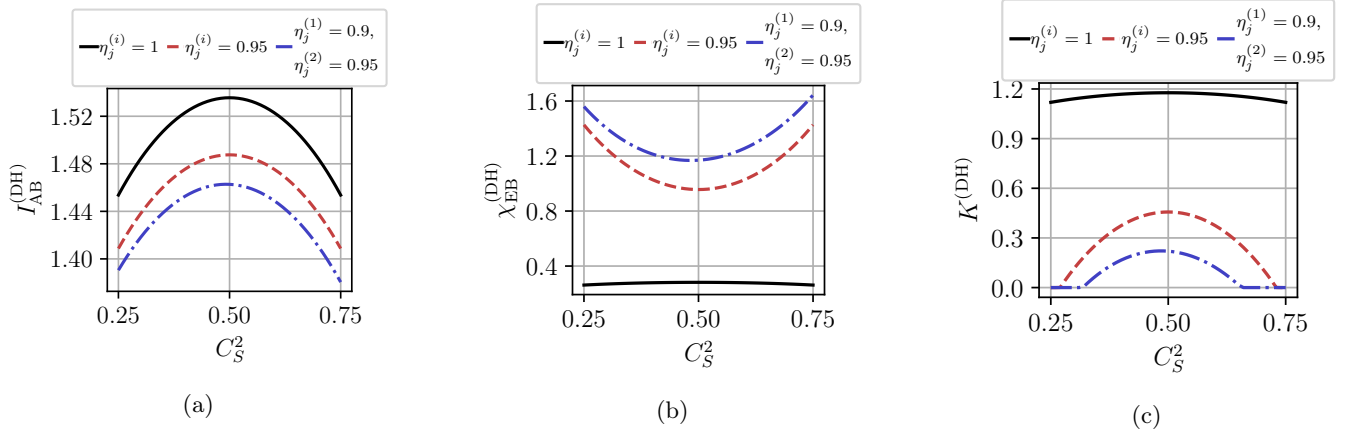 η_j^(i) = 1 η_j^(i) = 0.95 η_j^(1) = 0.9,
η_j^(2) = 0.95
I_AB^(DH)
1.52
1.48
1.44
1.40
0.25 0.50 0.75
C_S^2
(a)
η_j^(i) = 1 η_j^(i) = 0.95 η_j^(1) = 0.9,
η_j^(2) = 0.95
χ_EB^(DH)
1.6
1.2
0.8
0.4
0.25 0.50 0.75
C_S^2
(b)
η_j^(i) = 1 η_j^(i) = 0.95 η_j^(1) = 0.9,
η_j^(2) = 0.95
K^(DH)
1.2
0.9
0.6
0.3
0.0
0.25 0.50 0.75
C_S^2
(c)